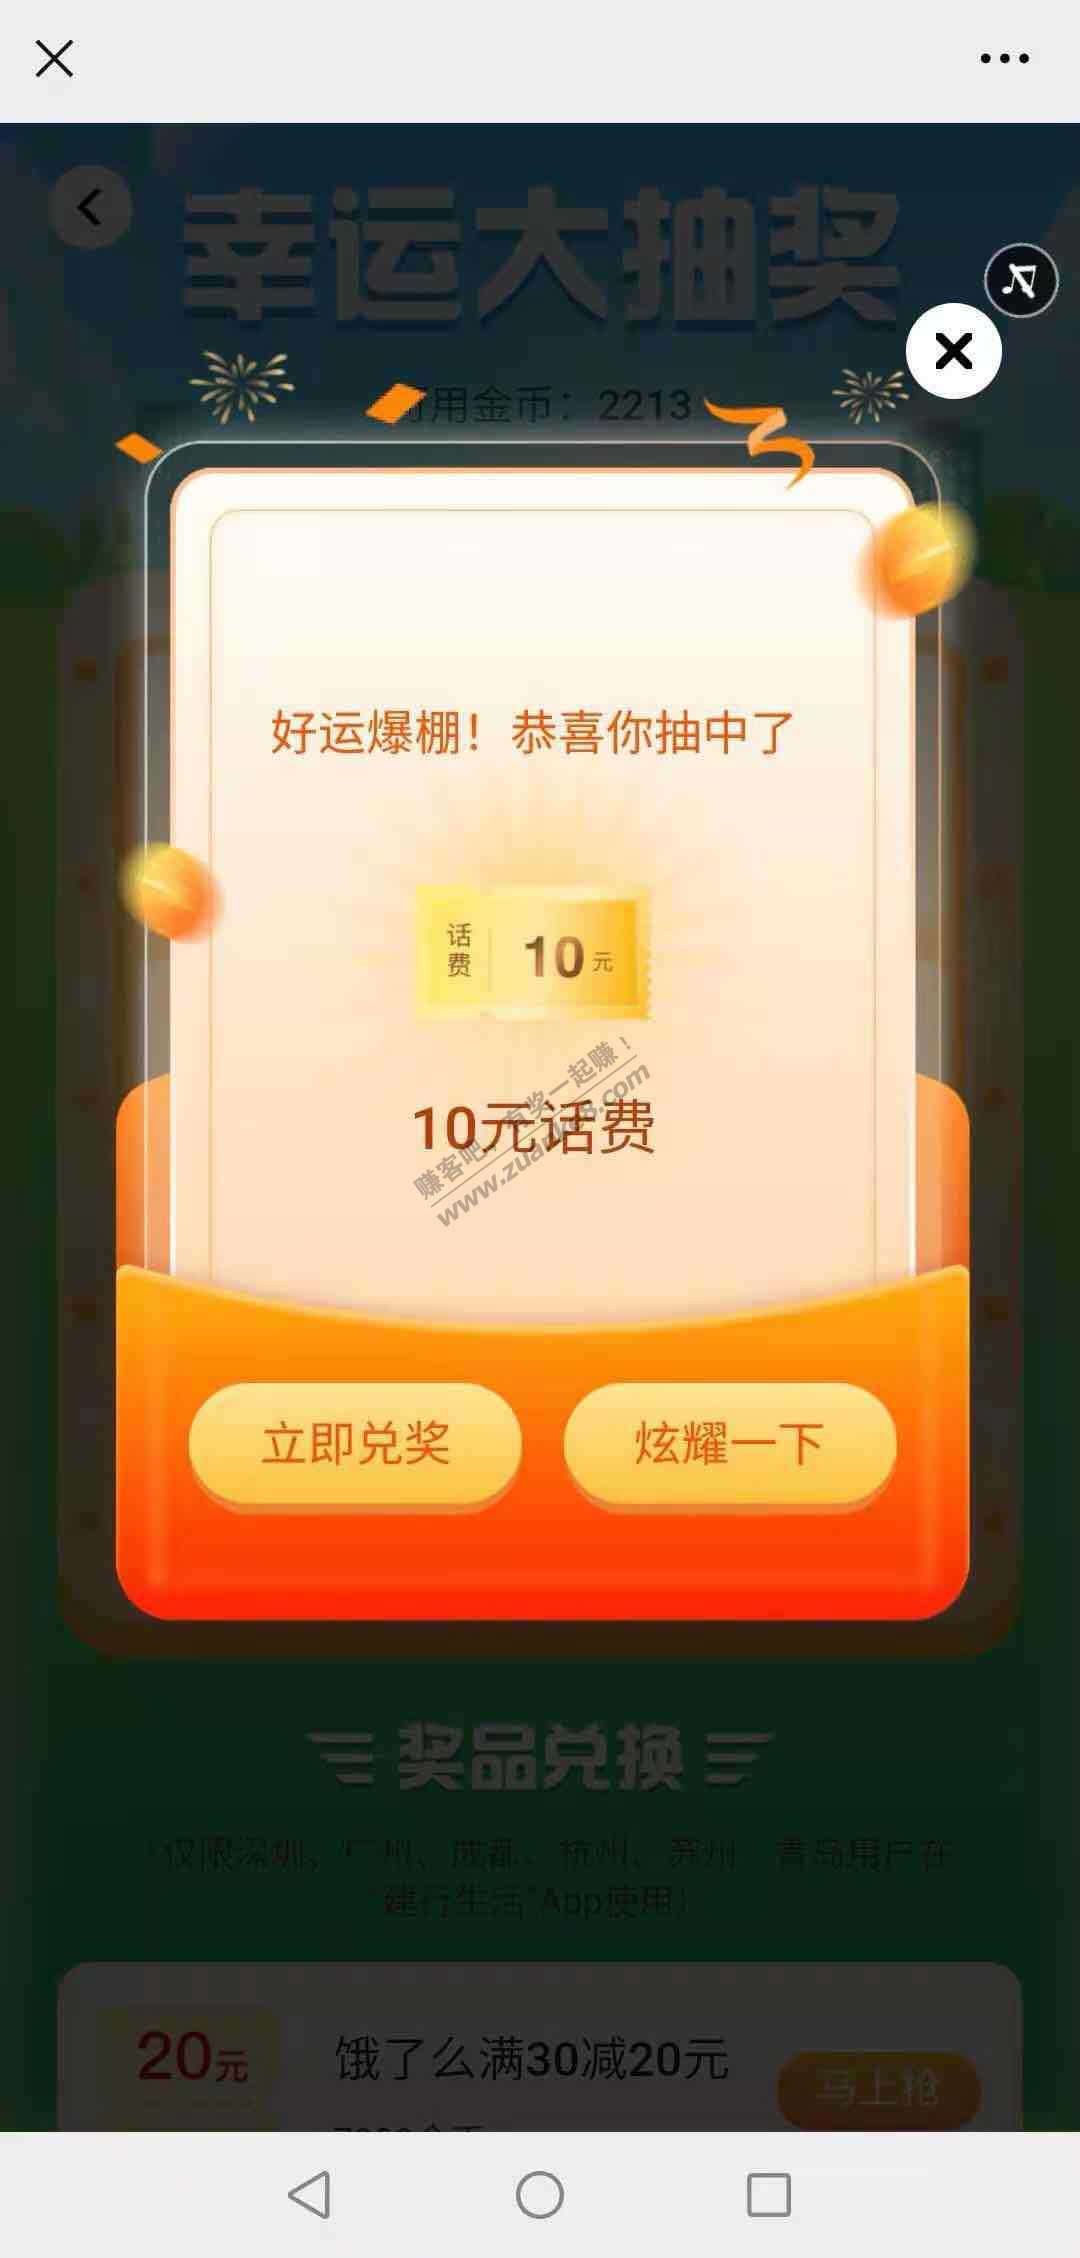 幸运大抽奖
可用金币：2213
好运爆棚！恭喜你抽中了
话费
10元
10元话费
赚客吧，有奖一起赚！
www.zuanke8.com
立即兑奖
炫耀一下
奖品兑换
仅限深圳、广州、成都、杭州、苏州、青岛用户在
“建行生活”App使用
20元
饿了么满30减20元
马上抢